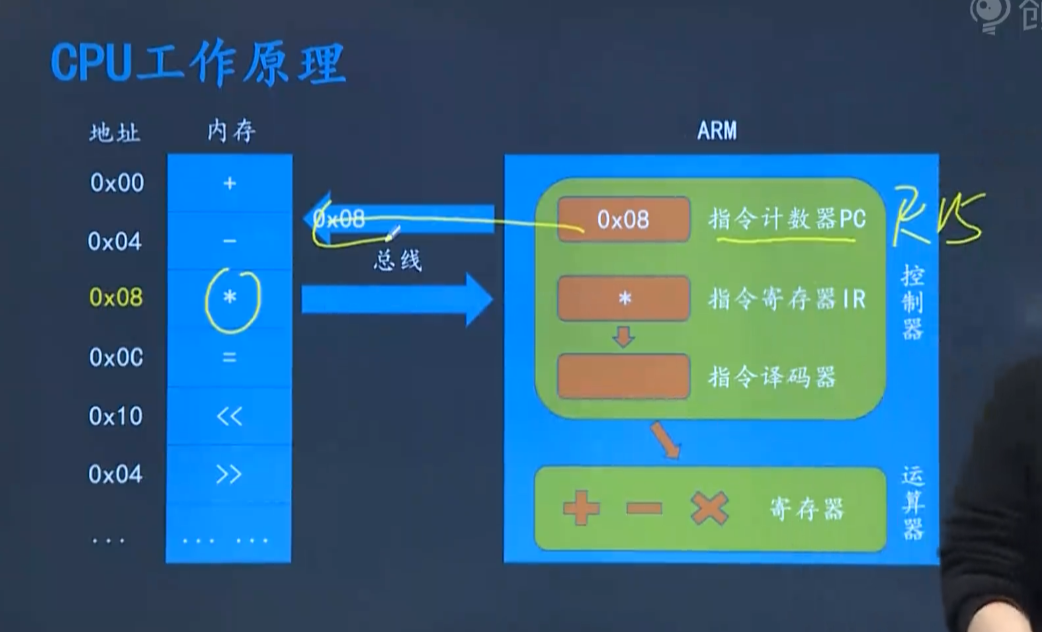 创
CPU工作原理
地址 内存 ARM
0x00 +
0x04 -
0x08 *
0x0C =
0x10 <<
0x04 >>
... ... ...
0x08
总线
0x08 指令计数器PC R15
* 指令寄存器IR
指令译码器
控制器
寄存器
运算器